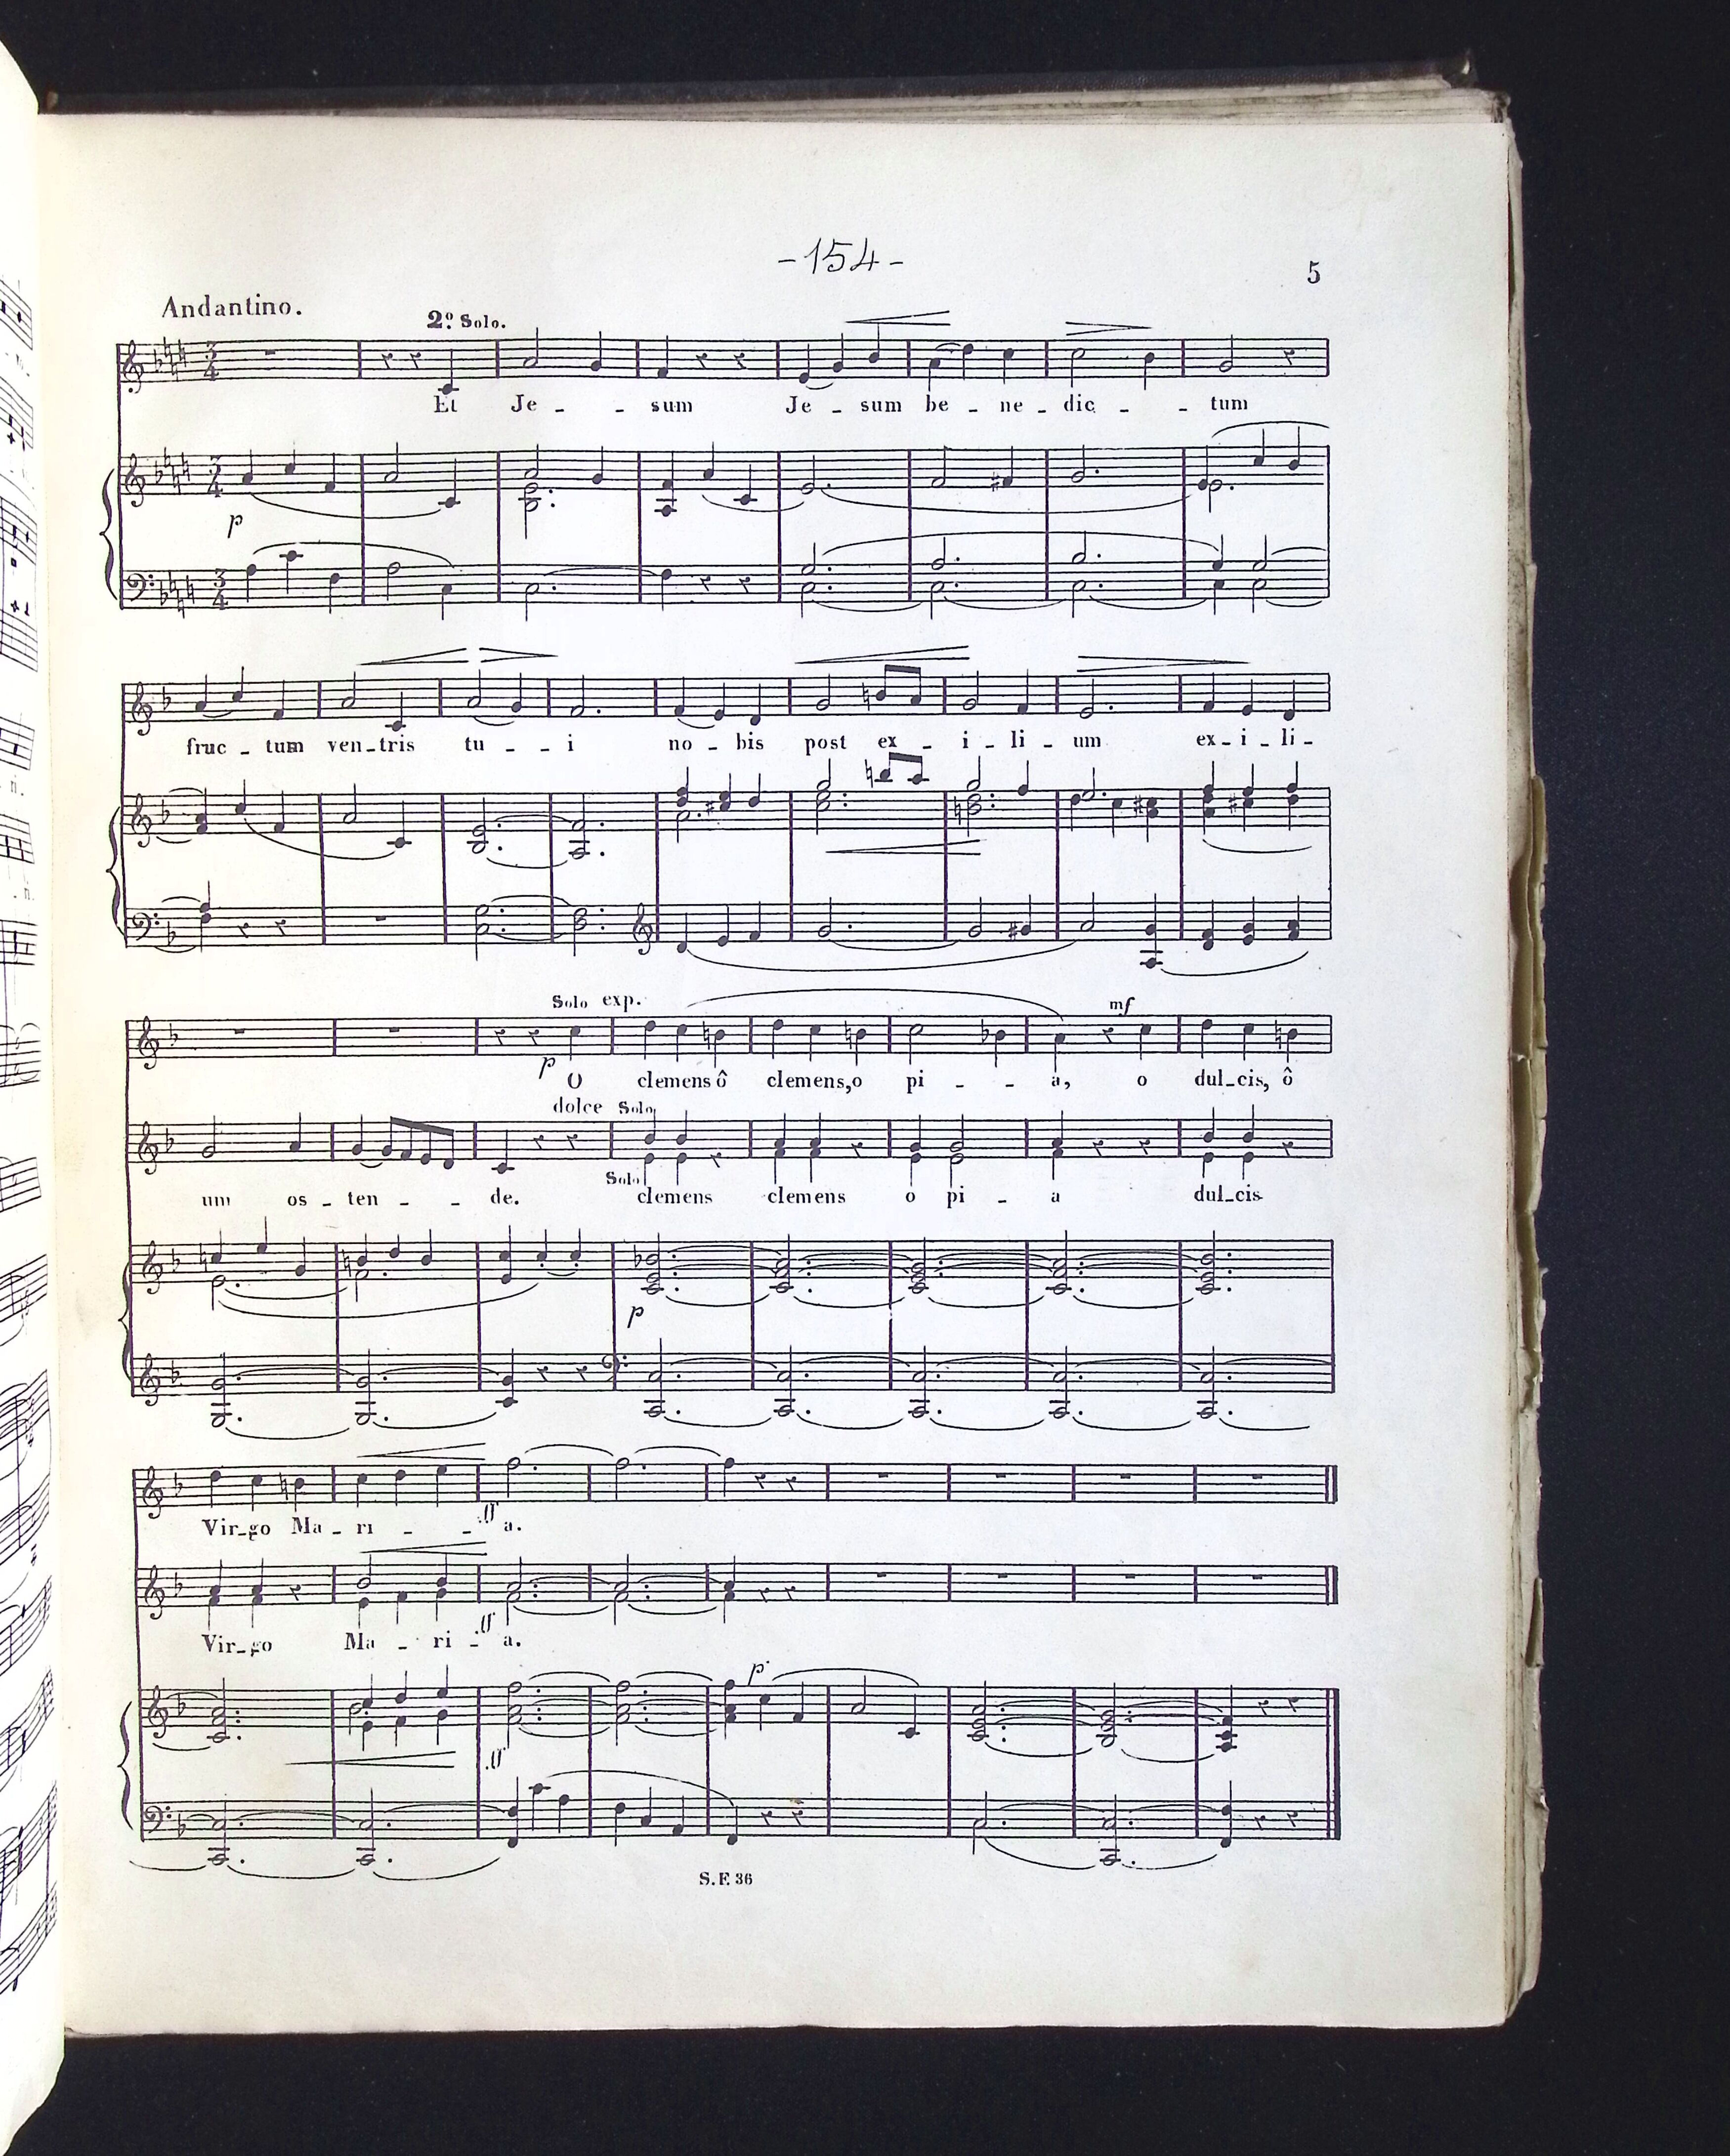 -154-
5
Andantino.
2º Solo.
Et Je - - sum Je - sum be - ne - dic - - tum
p
fruc - tum ven - tris tu - - i no - bis post ex - i - li - um ex - i - li -
Solo exp.
mf
p
O clemens ô clemens, o pi - - a, o dul - cis, ô
dolce Solo
Solo
um os - ten - - de. clemens clemens o pi - a dul - cis
p
ff
Vir - go Ma - ri - - a.
ff
Vir - go Ma - ri - a.
p
ff
S.F. 36